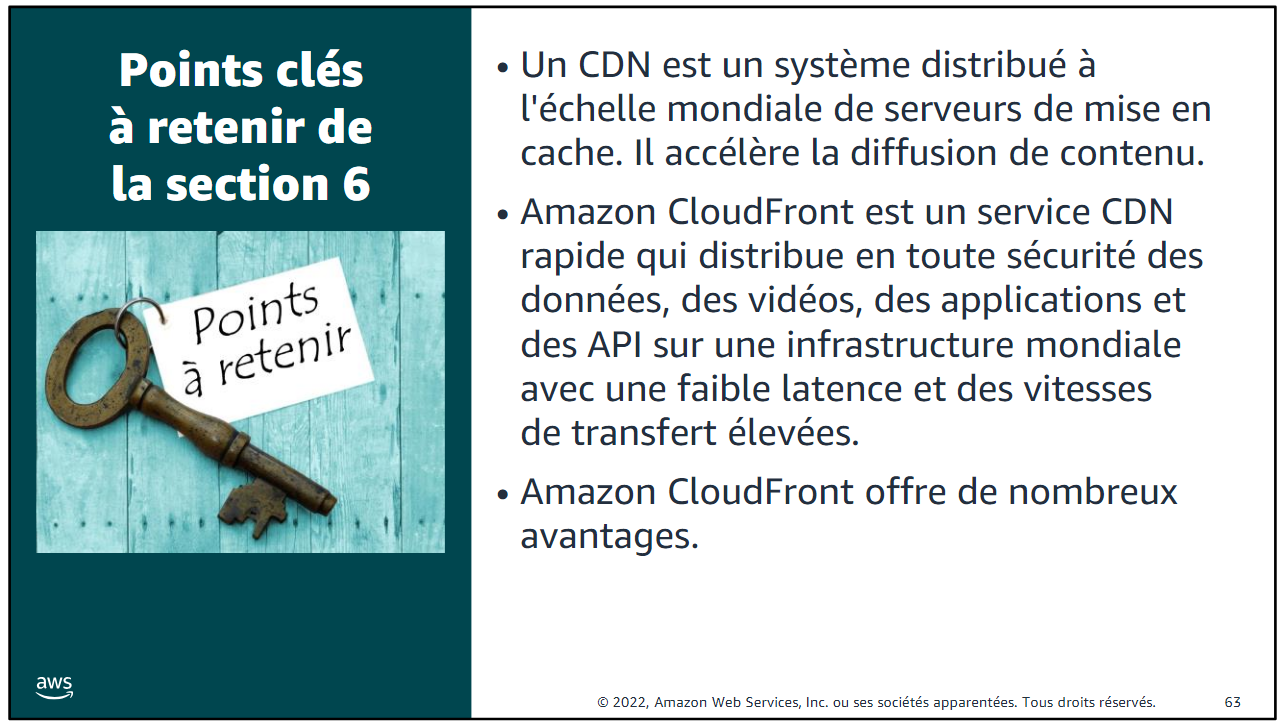 Points clés
à retenir de
la section 6
Points
à retenir
aws
• Un CDN est un système distribué à
l'échelle mondiale de serveurs de mise en
cache. Il accélère la diffusion de contenu.
• Amazon CloudFront est un service CDN
rapide qui distribue en toute sécurité des
données, des vidéos, des applications et
des API sur une infrastructure mondiale
avec une faible latence et des vitesses
de transfert élevées.
• Amazon CloudFront offre de nombreux
avantages.
© 2022, Amazon Web Services, Inc. ou ses sociétés apparentées. Tous droits réservés.
63